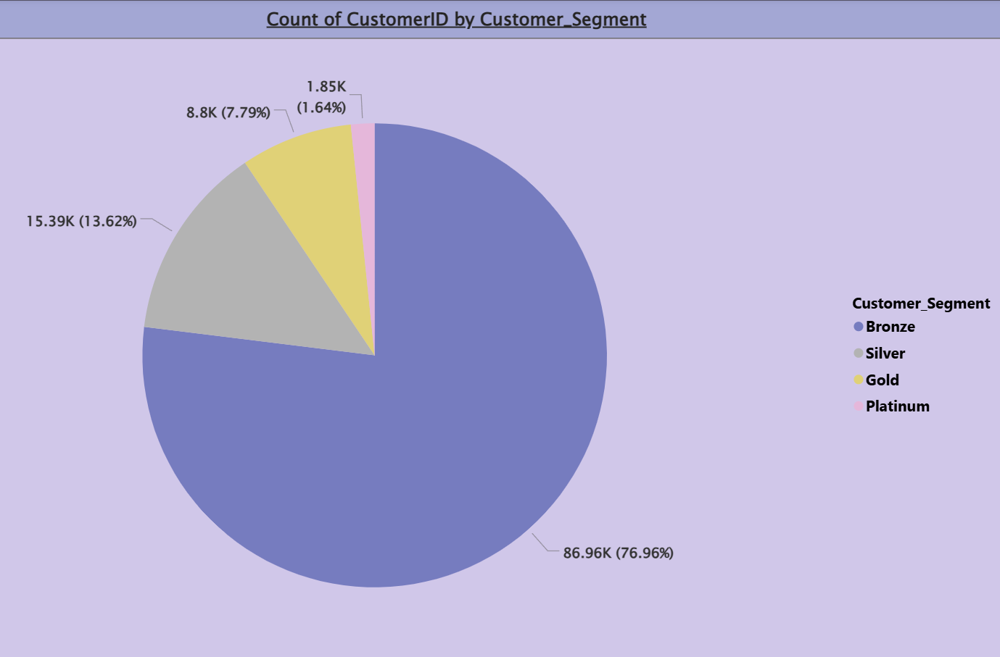 Count of CustomerID by Customer_Segment
1.85K
(1.64%)
8.8K (7.79%)
15.39K (13.62%)
86.96K (76.96%)
Customer_Segment
Bronze
Silver
Gold
Platinum